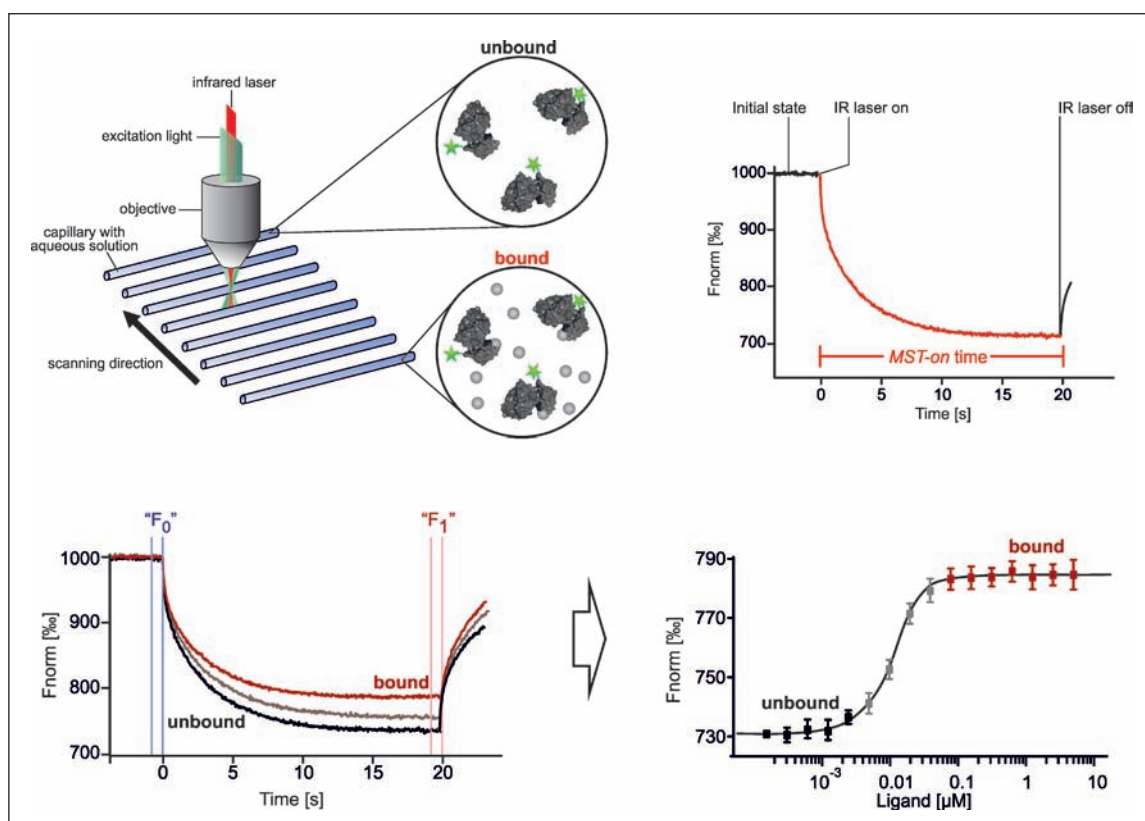 infrared laser
excitation light
objective
capillary with
aqueous solution
scanning direction
unbound
bound
Initial state
IR laser on
IR laser off
Fnorm [‰]
1000
900
800
700
MST-on time
0
5
10
15
20
Time [s]
"F0"
"F1"
Fnorm [‰]
1000
900
800
700
bound
unbound
0
5
10
15
20
Time [s]
Fnorm [‰]
790
770
750
730
bound
unbound
10-3
0.01
0.1
1
10
Ligand [µM]